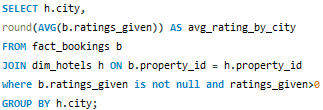 SELECT h.city,
round(AVG(b.ratings_given)) AS avg_rating_by_city
FROM fact_bookings b
JOIN dim_hotels h ON b.property_id = h.property_id
where b.ratings_given is not null and ratings_given>0
GROUP BY h.city;